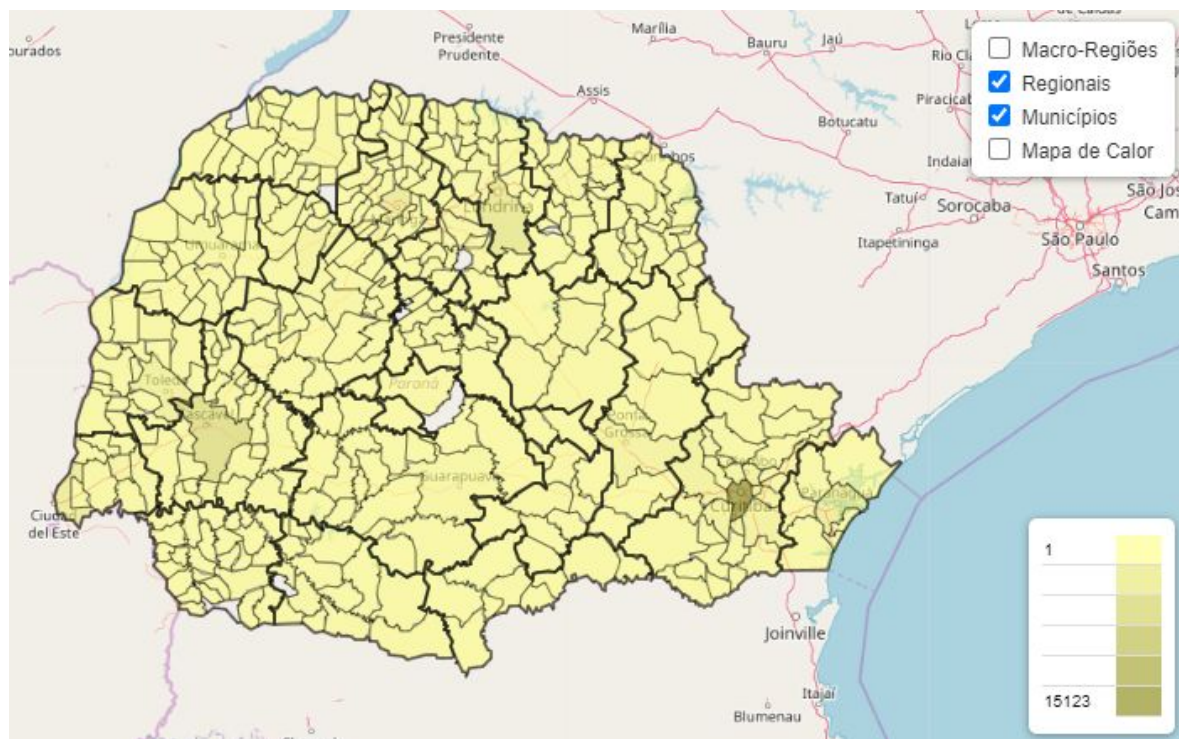 ourados
Presidente
Prudente
Marília
Bauru
Jaú
Rio Cla
Assis
Piracicab
Botucatu
Indaiat
Tatuí
Sorocaba
São Jos
Cam
Itapetininga
São Paulo
Santos
Macro-Regiões
Regionais
Municípios
Mapa de Calor
Londrina
Umuarama
Toledo
Paraná
Ponta
Grossa
Guarapuava
Curitiba
Paranaguá
Ciudad
del Este
Joinville
Itajaí
Blumenau
1
15123